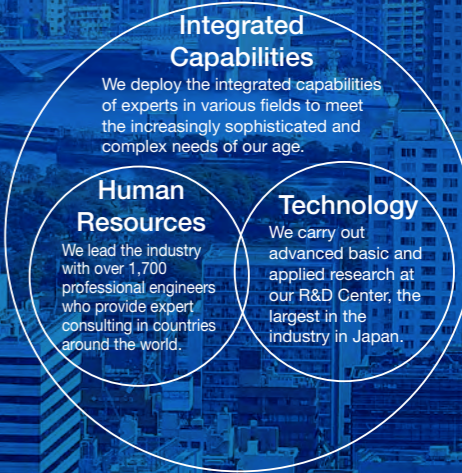 Integrated
Capabilities
We deploy the integrated capabilities
of experts in various fields to meet
the increasingly sophisticated and
complex needs of our age.
Human
Resources
We lead the industry
with over 1,700
professional engineers
who provide expert
consulting in countries
around the world.
Technology
We carry out
advanced basic and
applied research at
our R&D Center, the
largest in the
industry in Japan.